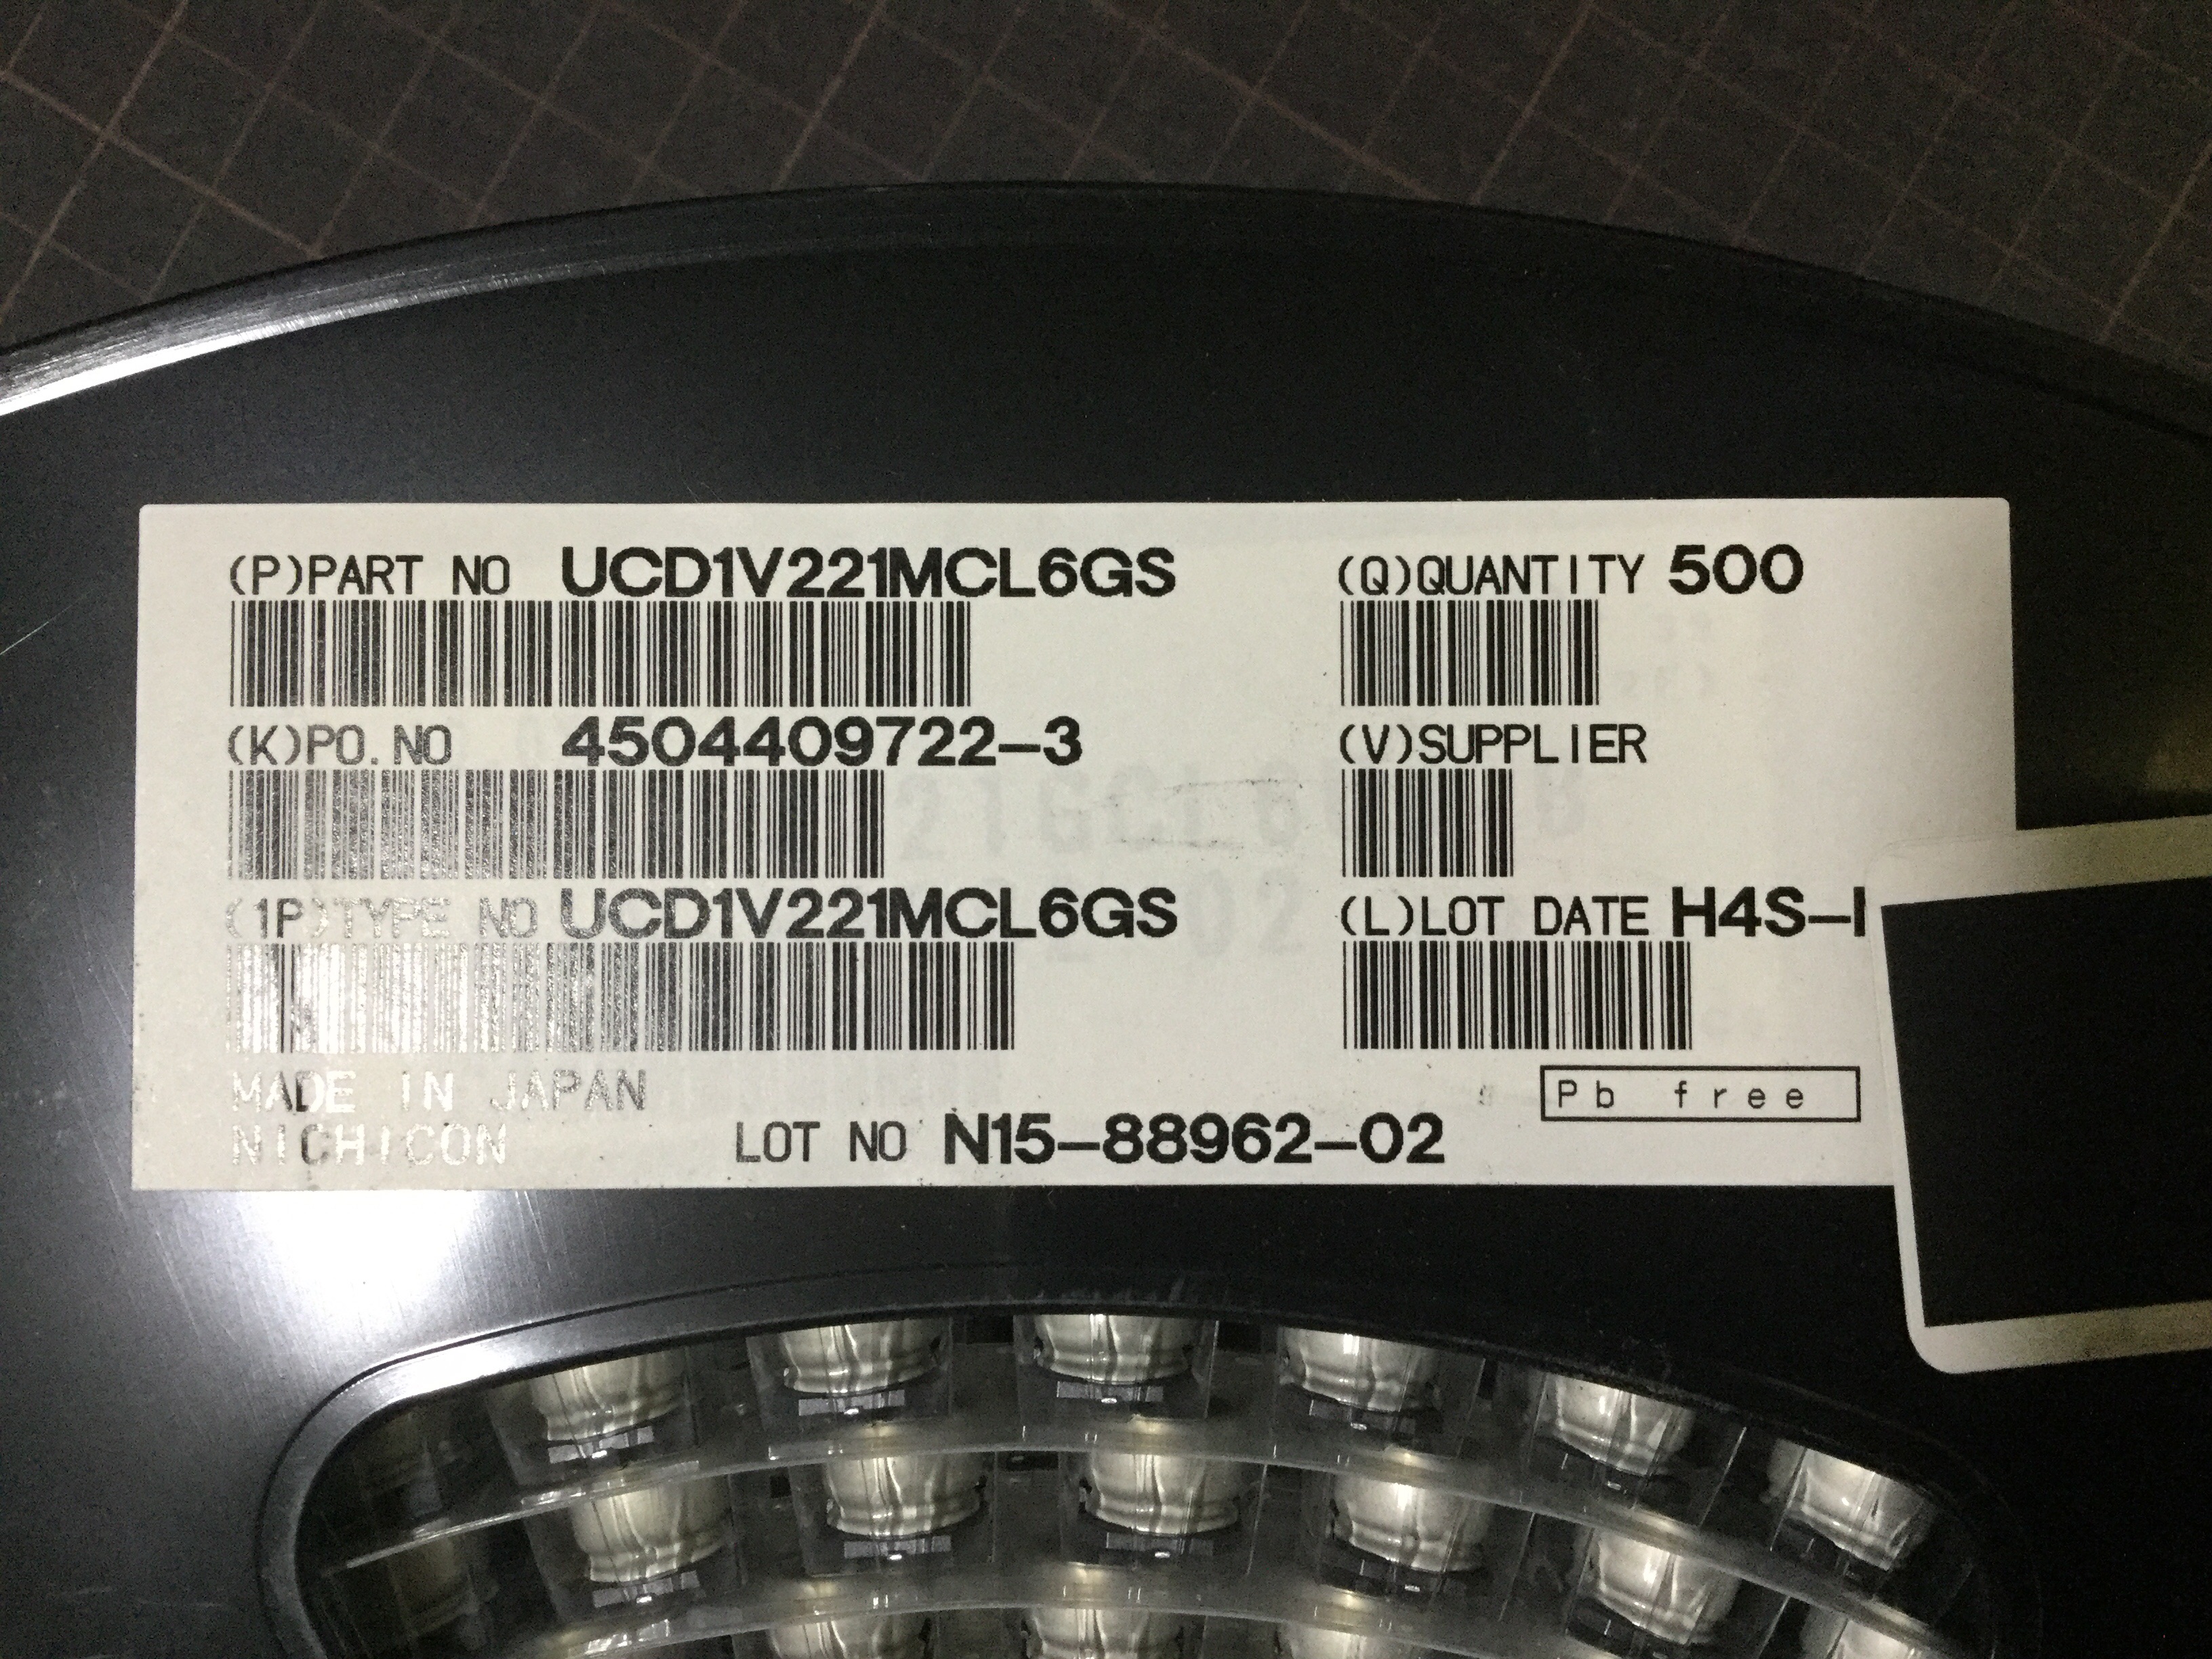 (P)PART NO UCD1V221MCL6GS
(Q)QUANTITY 500
(K)PO.NO 4504409722-3
(V)SUPPLIER
(1P)TYPE NO UCD1V221MCL6GS
(L)LOT DATE H4S-I
MADE IN JAPAN
Pb free
NICHICON
LOT NO N15-88962-02